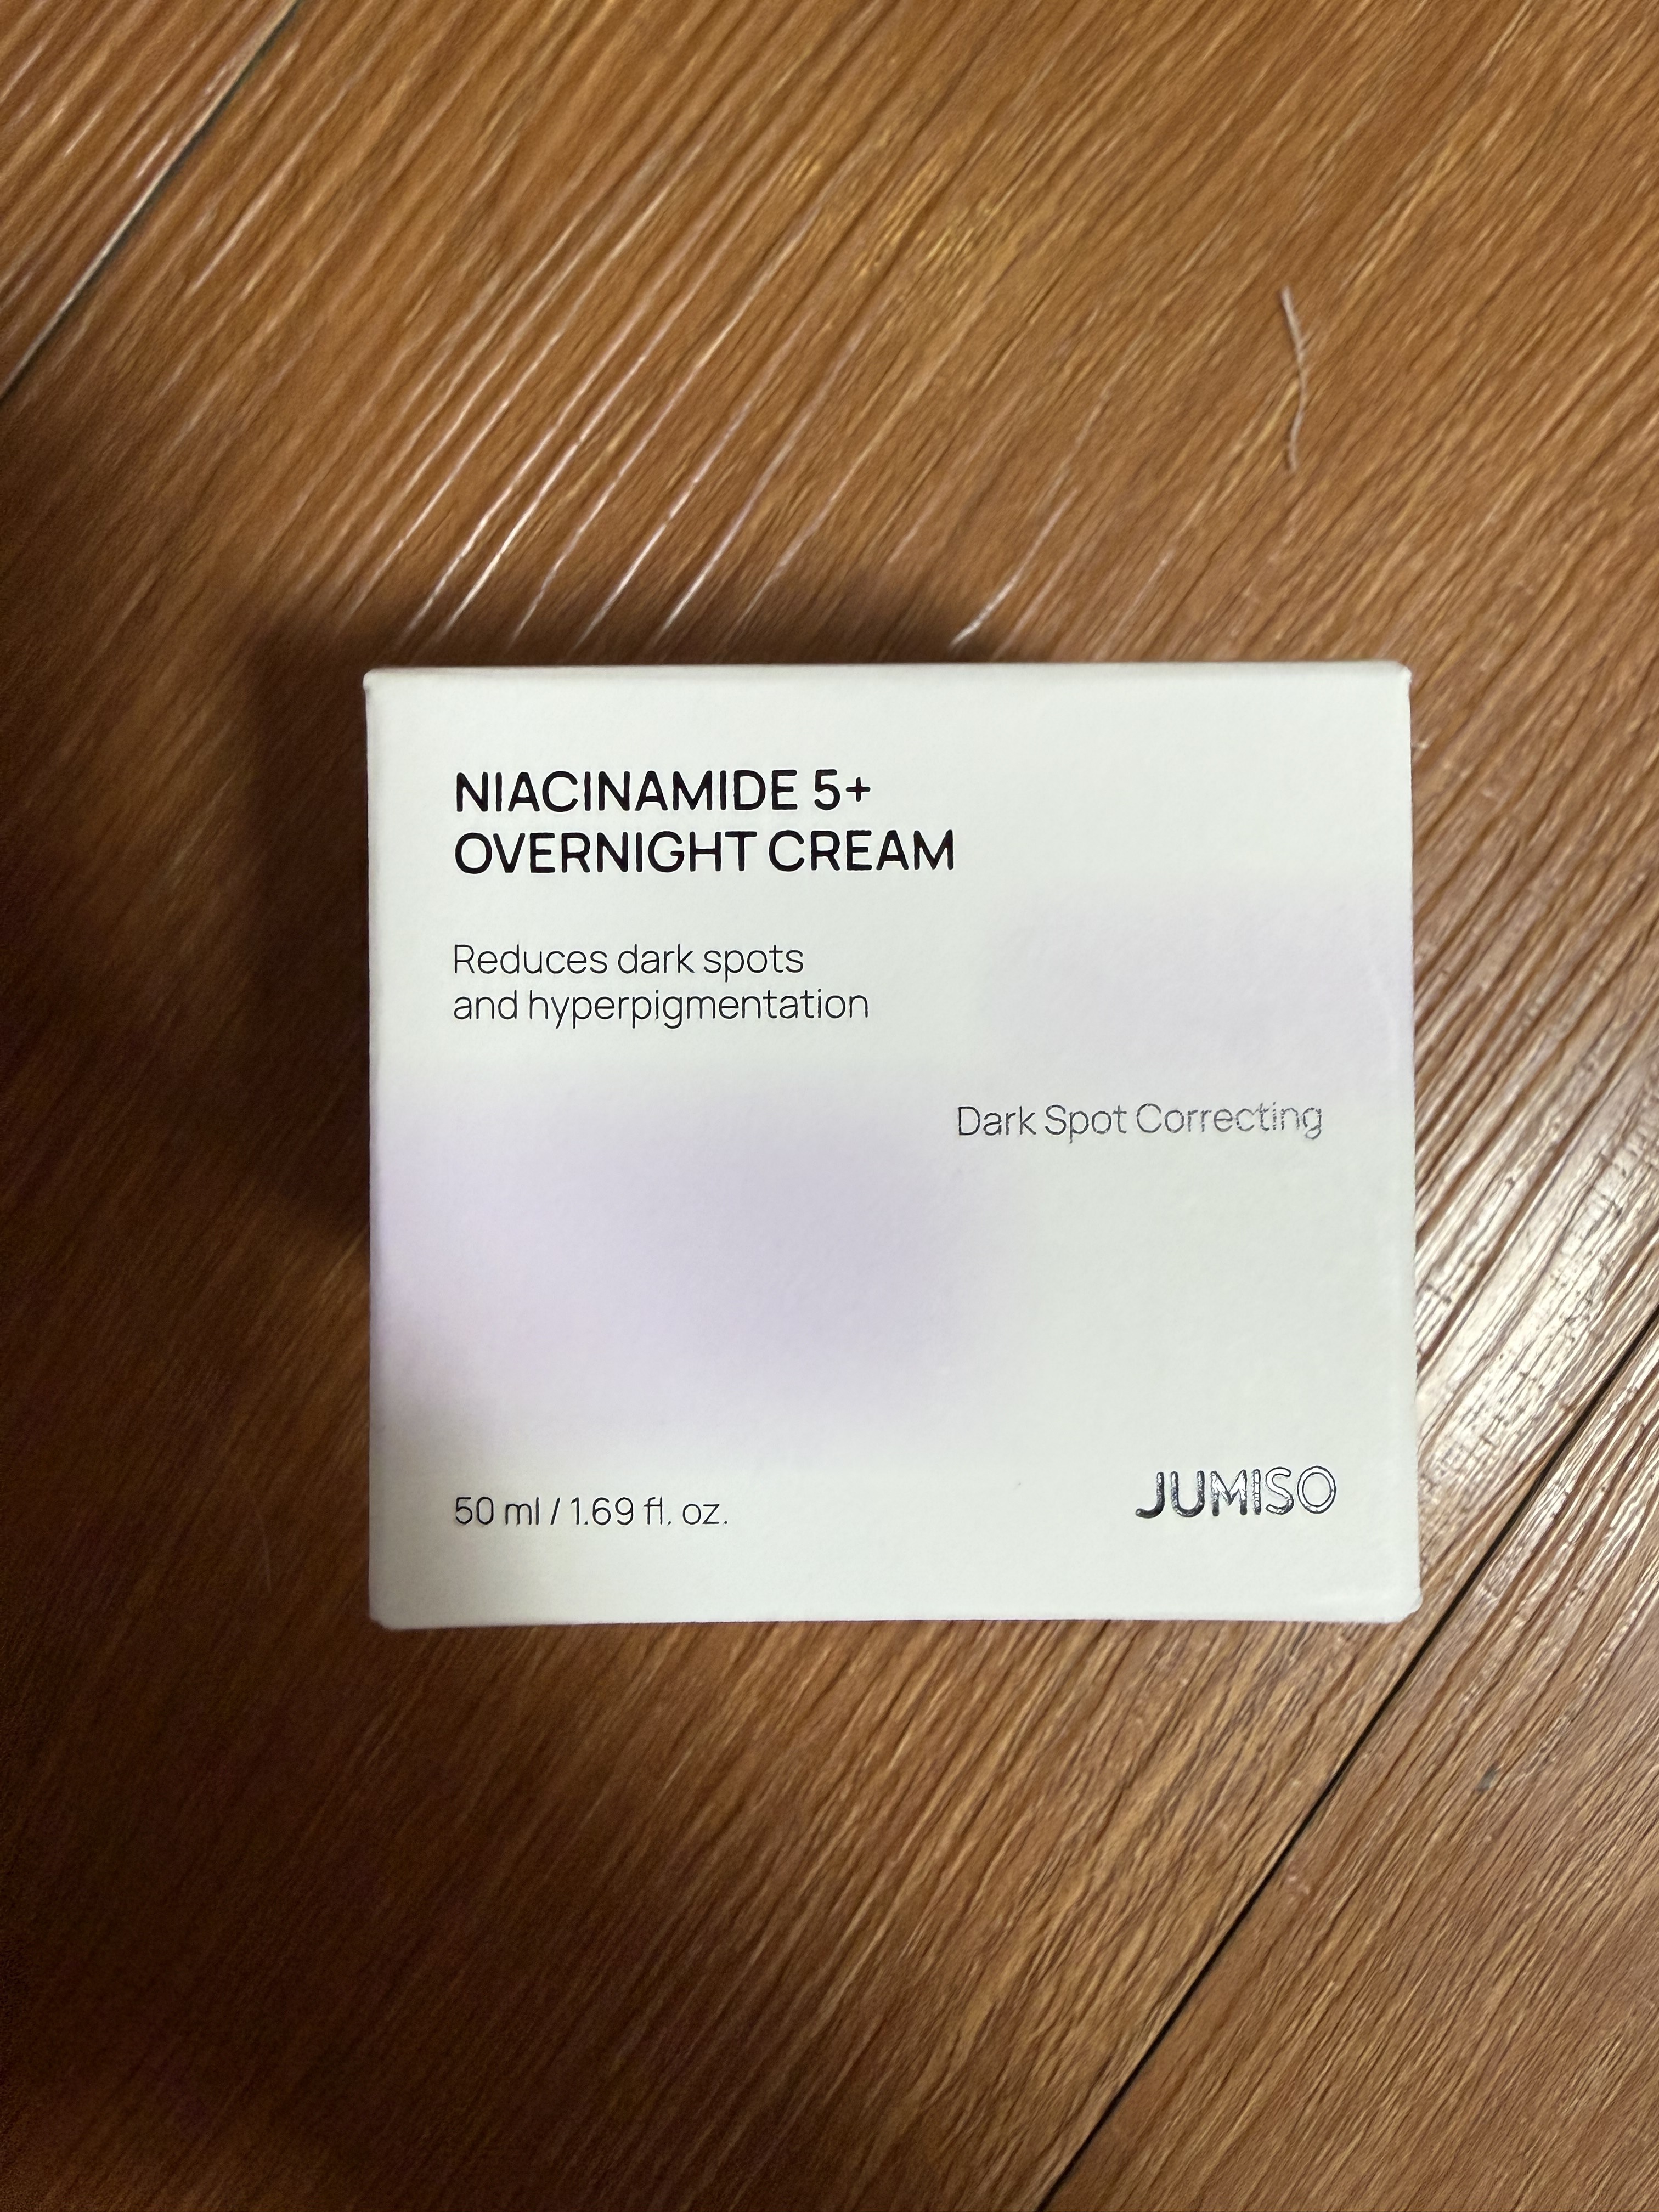 NIACINAMIDE 5+
OVERNIGHT CREAM
Reduces dark spots
and hyperpigmentation
Dark Spot Correcting
50 ml / 1.69 fl. oz.
JUMISO